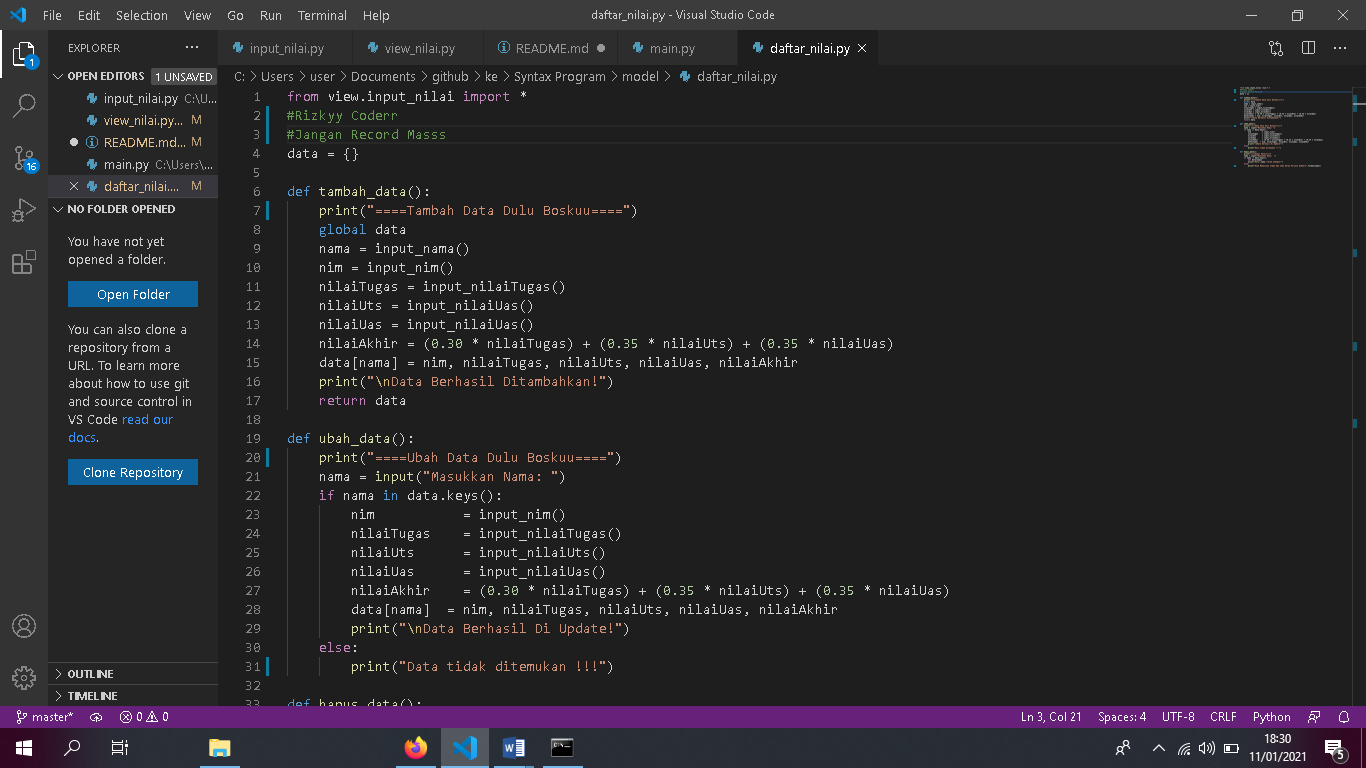 File Edit Selection View Go Run Terminal Help daftar_nilai.py - Visual Studio Code
EXPLORER ···
input_nilai.py view_nilai.py README.md main.py daftar_nilai.py
OPEN EDITORS 1 UNSAVED
input_nilai.py C:\U...
view_nilai.py... M
README.md... M
main.py C:\Users\...
daftar_nilai.... M
NO FOLDER OPENED
You have not yet
opened a folder.
Open Folder
You can also clone a
repository from a
URL. To learn more
about how to use git
and source control in
VS Code read our
docs.
Clone Repository
OUTLINE
TIMELINE
1
16
C: > Users > user > Documents > github > ke > Syntax Program > model > daftar_nilai.py
1 from view.input_nilai import *
2 #Rizkyy Coderr
3 #Jangan Record Masss
4 data = {}
5
6 def tambah_data():
7     print("====Tambah Data Dulu Boskuu====")
8     global data
9     nama = input_nama()
10     nim = input_nim()
11     nilaiTugas = input_nilaiTugas()
12     nilaiUts = input_nilaiUas()
13     nilaiUas = input_nilaiUas()
14     nilaiAkhir = (0.30 * nilaiTugas) + (0.35 * nilaiUts) + (0.35 * nilaiUas)
15     data[nama] = nim, nilaiTugas, nilaiUts, nilaiUas, nilaiAkhir
16     print("\nData Berhasil Ditambahkan!")
17     return data
18
19 def ubah_data():
20     print("====Ubah Data Dulu Boskuu====")
21     nama = input("Masukkan Nama: ")
22     if nama in data.keys():
23         nim           = input_nim()
24         nilaiTugas    = input_nilaiTugas()
25         nilaiUts      = input_nilaiUts()
26         nilaiUas      = input_nilaiUas()
27         nilaiAkhir    = (0.30 * nilaiTugas) + (0.35 * nilaiUts) + (0.35 * nilaiUas)
28         data[nama]  = nim, nilaiTugas, nilaiUts, nilaiUas, nilaiAkhir
29         print("\nData Berhasil Di Update!")
30     else:
31         print("Data tidak ditemukan !!!")
32
33 def hapus_data():
master* 0 0 Ln 3, Col 21 Spaces: 4 UTF-8 CRLF Python
18:30
11/01/2021
5